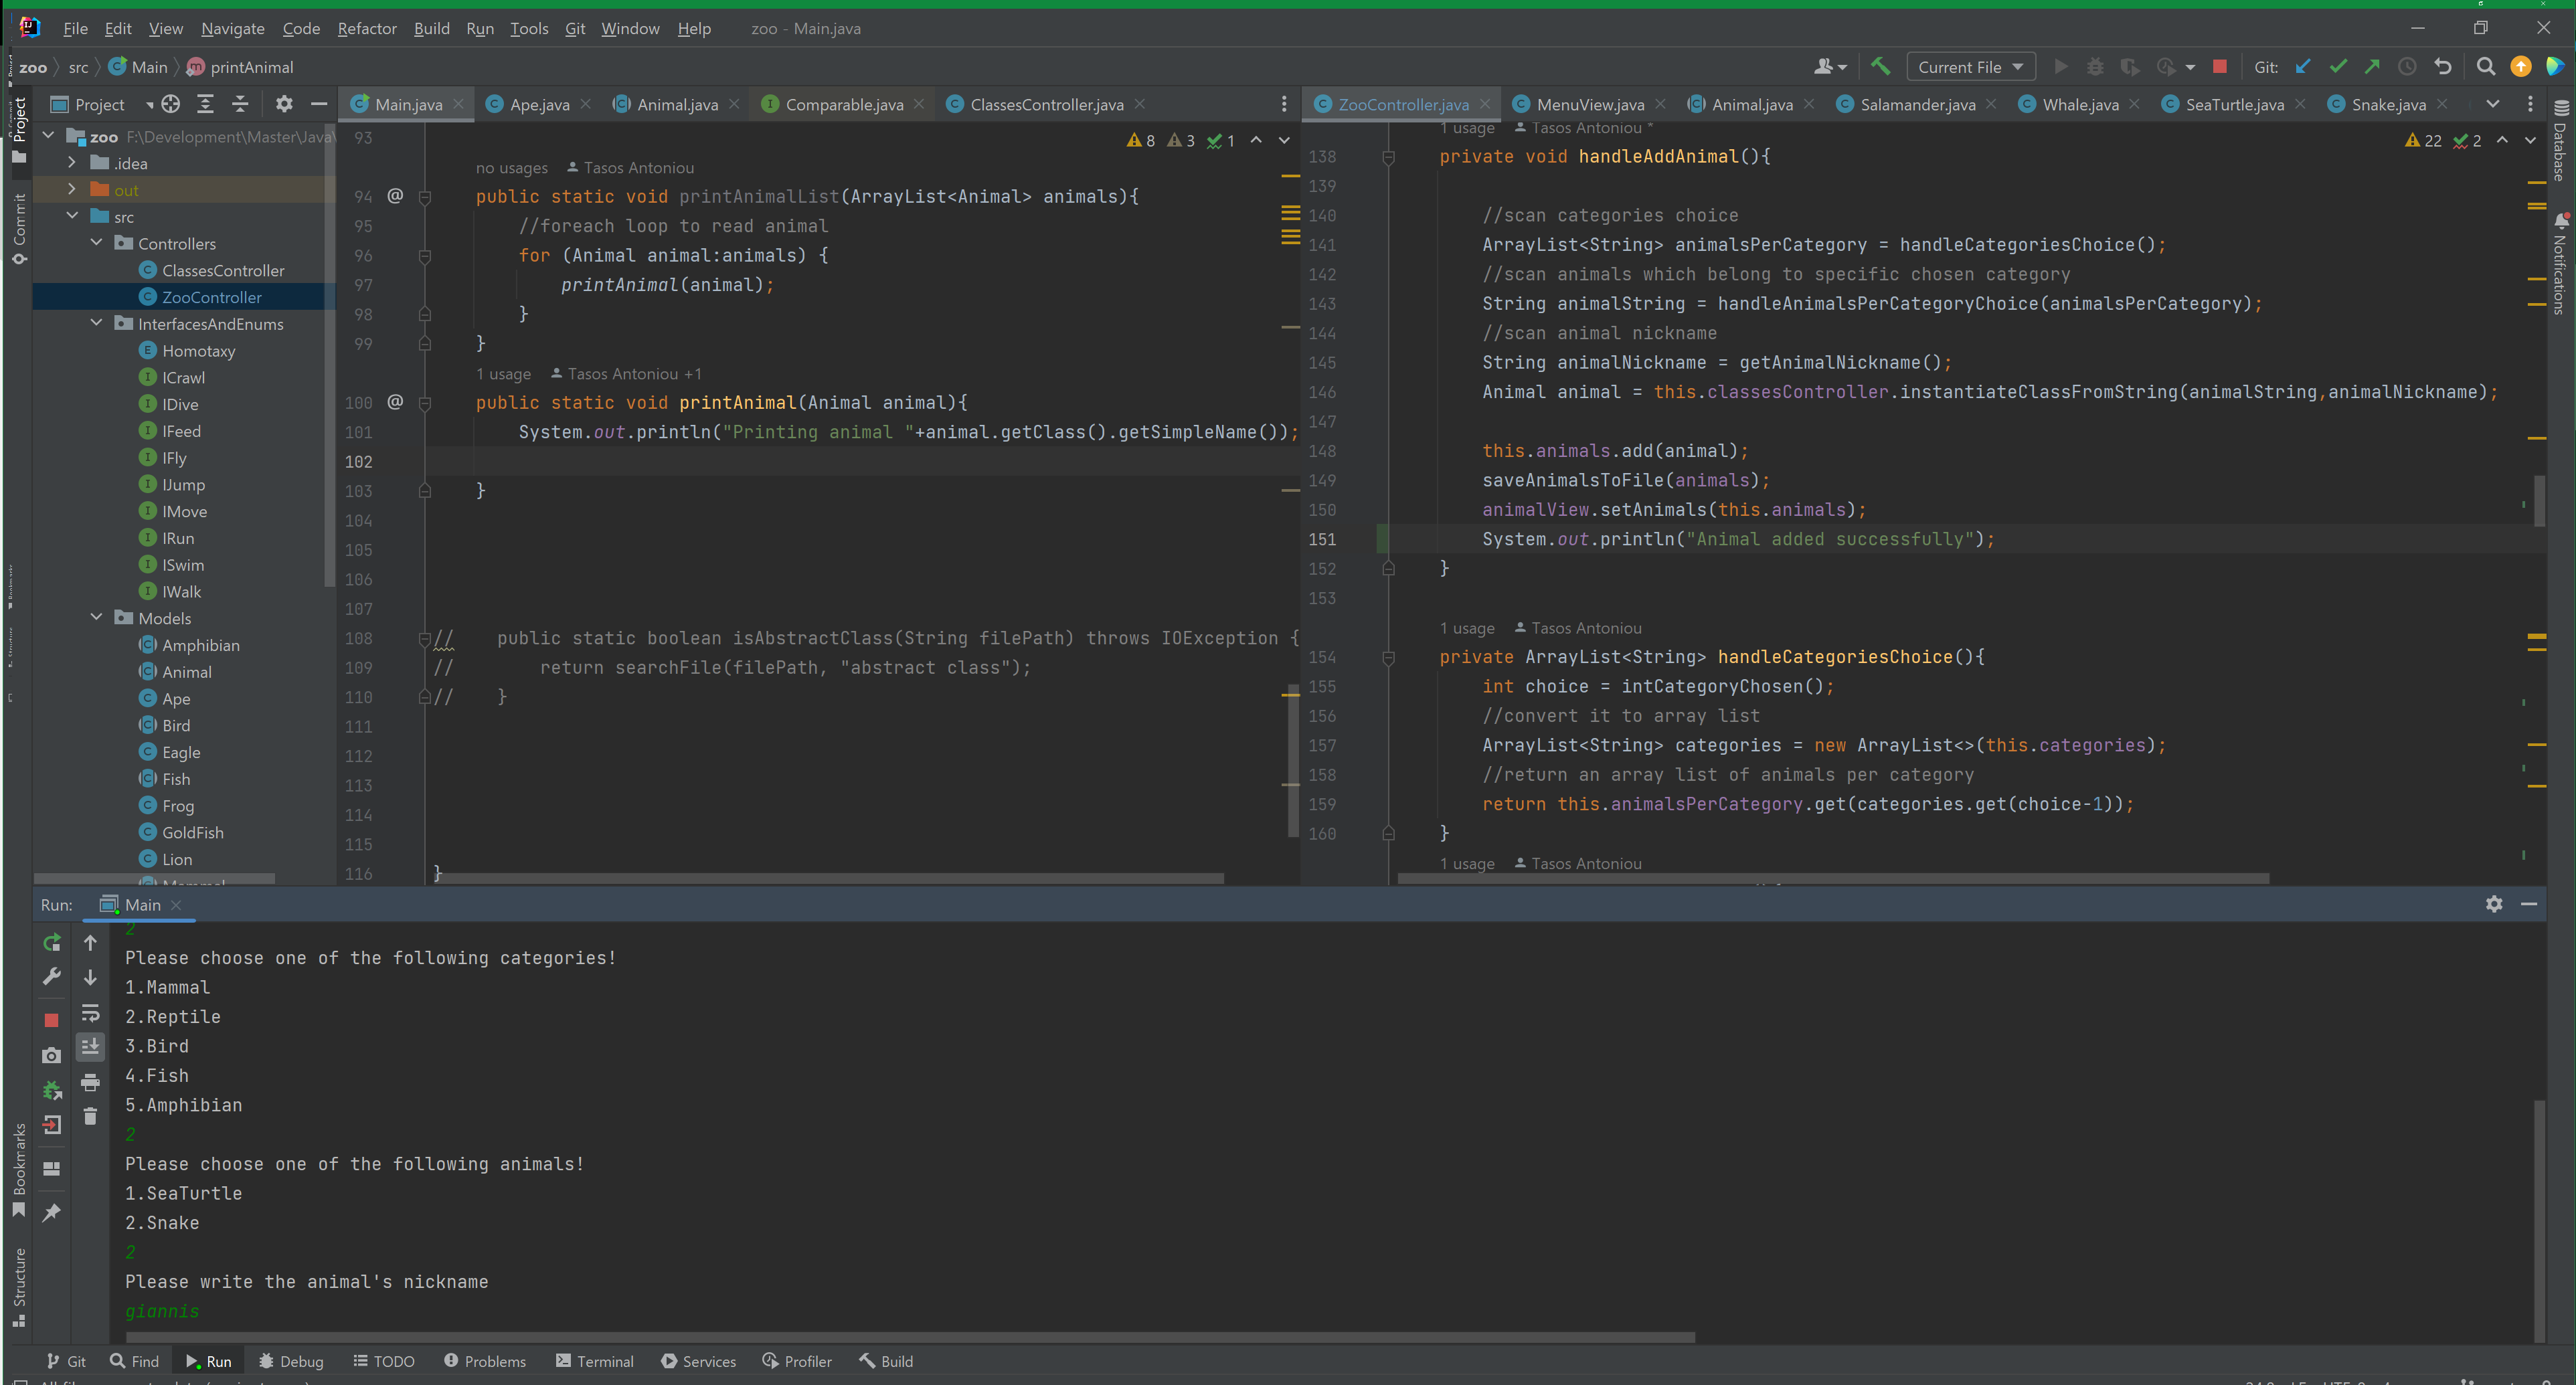 File Edit View Navigate Code Refactor Build Run Tools Git Window Help zoo - Main.java
zoo src Main printAnimal
Current File Git:
Project
Main.java Ape.java Animal.java Comparable.java ClassesController.java
ZooController.java MenuView.java Animal.java Salamander.java Whale.java SeaTurtle.java Snake.java
Project
Commit
Bookmarks
Structure
Database
Notifications
zoo F:\Development\Master\Java\
.idea
out
src
Controllers
ClassesController
ZooController
InterfacesAndEnums
Homotaxy
ICrawl
IDive
IFeed
IFly
IJump
IMove
IRun
ISwim
IWalk
Models
Amphibian
Animal
Ape
Bird
Eagle
Fish
Frog
GoldFish
Lion
Mammal
8 3 1
93
no usages Tasos Antoniou
94 @ public static void printAnimalList(ArrayList<Animal> animals){
95 //foreach loop to read animal
96 for (Animal animal:animals) {
97 printAnimal(animal);
98 }
99 }
1 usage Tasos Antoniou +1
100 @ public static void printAnimal(Animal animal){
101 System.out.println("Printing animal "+animal.getClass().getSimpleName());
102
103 }
104
105
106
107
108 // public static boolean isAbstractClass(String filePath) throws IOException {
109 // return searchFile(filePath, "abstract class");
110 // }
111
112
113
114
115
116 }
22 2
1 usage Tasos Antoniou *
138 private void handleAddAnimal(){
139
140 //scan categories choice
141 ArrayList<String> animalsPerCategory = handleCategoriesChoice();
142 //scan animals which belong to specific chosen category
143 String animalString = handleAnimalsPerCategoryChoice(animalsPerCategory);
144 //scan animal nickname
145 String animalNickname = getAnimalNickname();
146 Animal animal = this.classesController.instantiateClassFromString(animalString,animalNickname);
147
148 this.animals.add(animal);
149 saveAnimalsToFile(animals);
150 animalView.setAnimals(this.animals);
151 System.out.println("Animal added successfully");
152 }
153
1 usage Tasos Antoniou
154 private ArrayList<String> handleCategoriesChoice(){
155 int choice = intCategoryChosen();
156 //convert it to array list
157 ArrayList<String> categories = new ArrayList<>(this.categories);
158 //return an array list of animals per category
159 return this.animalsPerCategory.get(categories.get(choice-1));
160 }
1 usage Tasos Antoniou
Run: Main
2
Please choose one of the following categories!
1.Mammal
2.Reptile
3.Bird
4.Fish
5.Amphibian
2
Please choose one of the following animals!
1.SeaTurtle
2.Snake
2
Please write the animal's nickname
giannis
Git Find Run Debug TODO Problems Terminal Services Profiler Build